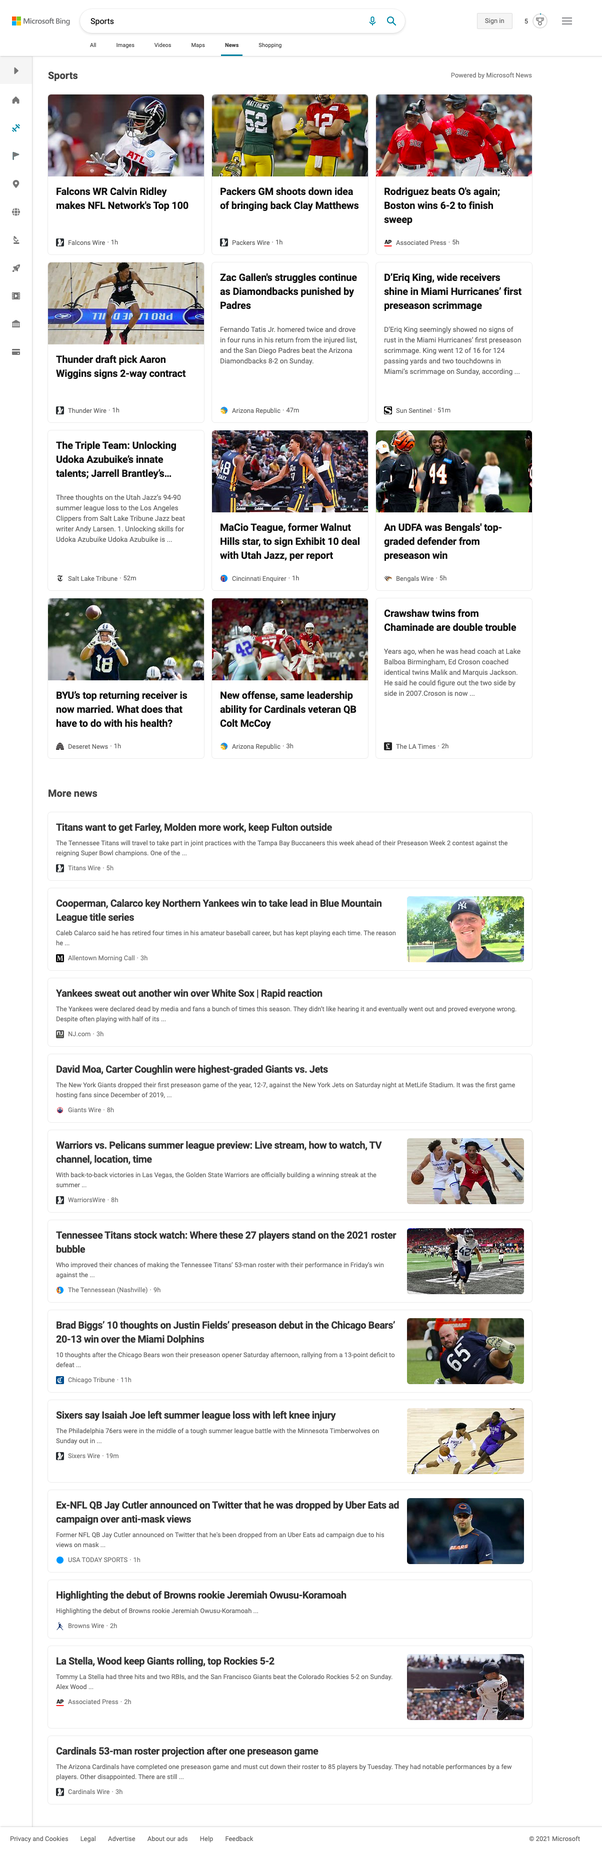 Microsoft Bing
Sports
Sign in
5
All Images Videos Maps News Shopping
Sports
Powered by Microsoft News
Falcons WR Calvin Ridley
makes NFL Network's Top 100
Falcons Wire · 1h
Packers GM shoots down idea
of bringing back Clay Matthews
Packers Wire · 1h
Rodriguez beats O's again;
Boston wins 6-2 to finish
sweep
AP Associated Press · 5h
Thunder draft pick Aaron
Wiggins signs 2-way contract
Thunder Wire · 1h
Zac Gallen's struggles continue
as Diamondbacks punished by
Padres
Fernando Tatis Jr. homered twice and drove
in four runs in his return from the injured list,
and the San Diego Padres beat the Arizona
Diamondbacks 8-2 on Sunday.
Arizona Republic · 47m
D'Eriq King, wide receivers
shine in Miami Hurricanes' first
preseason scrimmage
D'Eriq King seemingly showed no signs of
rust in the Miami Hurricanes' first preseason
scrimmage. King went 12 of 16 for 124
passing yards and two touchdowns in
Miami's scrimmage on Sunday, according ...
Sun Sentinel · 51m
The Triple Team: Unlocking
Udoka Azubuike's innate
talents; Jarrell Brantley's...
Three thoughts on the Utah Jazz's 94-90
summer league loss to the Los Angeles
Clippers from Salt Lake Tribune Jazz beat
writer Andy Larsen. 1. Unlocking skills for
Udoka Azubuike Udoka Azubuike is ...
Salt Lake Tribune · 52m
MaCio Teague, former Walnut
Hills star, to sign Exhibit 10 deal
with Utah Jazz, per report
Cincinnati Enquirer · 1h
44
An UDFA was Bengals' top-
graded defender from
preseason win
Bengals Wire · 5h
18
BYU's top returning receiver is
now married. What does that
have to do with his health?
Deseret News · 1h
42
New offense, same leadership
ability for Cardinals veteran QB
Colt McCoy
Arizona Republic · 3h
Crawshaw twins from
Chaminade are double trouble
Years ago, when he was head coach at Lake
Balboa Birmingham, Ed Croson coached
identical twins Malik and Marquis Jackson.
He said he could figure out the two side by
side in 2007.Croson is now ...
The LA Times · 2h
More news
Titans want to get Farley, Molden more work, keep Fulton outside
The Tennessee Titans will travel to take part in joint practices with the Tampa Bay Buccaneers this week ahead of their Preseason Week 2 contest against the
reigning Super Bowl champions. One of the ...
Titans Wire · 5h
Cooperman, Calarco key Northern Yankees win to take lead in Blue Mountain
League title series
Caleb Calarco said he has retired four times in his amateur baseball career, but has kept playing each time. The reason
he ...
Allentown Morning Call · 3h
Yankees sweat out another win over White Sox | Rapid reaction
The Yankees were declared dead by media and fans a bunch of times this season. They didn't like hearing it and eventually went out and proved everyone wrong.
Despite often playing with half of its ...
NJ.com · 3h
David Moa, Carter Coughlin were highest-graded Giants vs. Jets
The New York Giants dropped their first preseason game of the year, 12-7, against the New York Jets on Saturday night at MetLife Stadium. It was the first game
hosting fans since December of 2019, ...
Giants Wire · 8h
Warriors vs. Pelicans summer league preview: Live stream, how to watch, TV
channel, location, time
With back-to-back victories in Las Vegas, the Golden State Warriors are officially building a winning streak at the
summer ...
WarriorsWire · 8h
Tennessee Titans stock watch: Where these 27 players stand on the 2021 roster
bubble
Who improved their chances of making the Tennessee Titans' 53-man roster with their performance in Friday's win
against the ...
The Tennessean (Nashville) · 9h
Brad Biggs' 10 thoughts on Justin Fields' preseason debut in the Chicago Bears'
20-13 win over the Miami Dolphins
10 thoughts after the Chicago Bears won their preseason opener Saturday afternoon, rallying from a 13-point deficit to
defeat ...
Chicago Tribune · 11h
65
Sixers say Isaiah Joe left summer league loss with left knee injury
The Philadelphia 76ers were in the middle of a tough summer league battle with the Minnesota Timberwolves on
Sunday out in ...
Sixers Wire · 19m
Ex-NFL QB Jay Cutler announced on Twitter that he was dropped by Uber Eats ad
campaign over anti-mask views
Former NFL QB Jay Cutler announced on Twitter that he's been dropped from an Uber Eats ad campaign due to his
views on mask ...
USA TODAY SPORTS · 1h
BEARS
Highlighting the debut of Browns rookie Jeremiah Owusu-Koramoah
Highlighting the debut of Browns rookie Jeremiah Owusu-Koramoah ...
Browns Wire · 2h
La Stella, Wood keep Giants rolling, top Rockies 5-2
Tommy La Stella had three hits and two RBIs, and the San Francisco Giants beat the Colorado Rockies 5-2 on Sunday.
Alex Wood ...
AP Associated Press · 2h
Cardinals 53-man roster projection after one preseason game
The Arizona Cardinals have completed one preseason game and must cut down their roster to 85 players by Tuesday. They had notable performances by a few
players. Other disappointed. There are still ...
Cardinals Wire · 3h
Privacy and Cookies Legal Advertise About our ads Help Feedback
© 2021 Microsoft